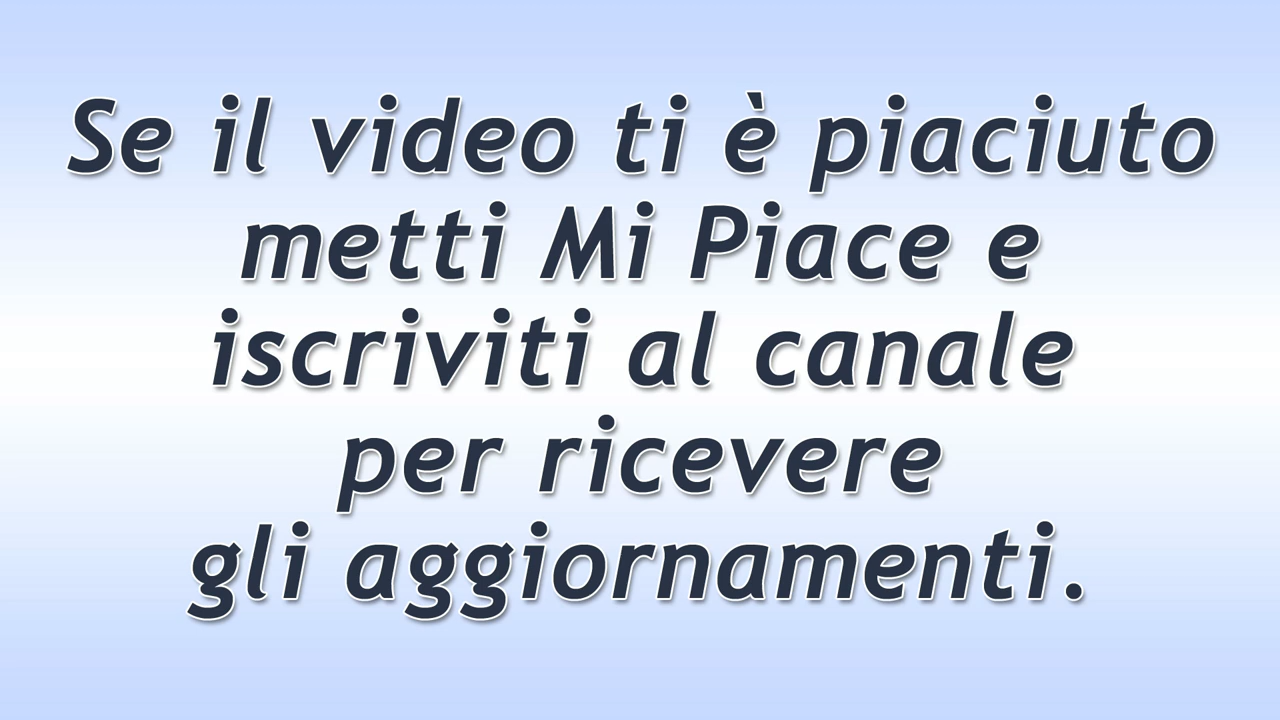 Se il video ti è piaciuto
metti Mi Piace e
iscriviti al canale
per ricevere
gli aggiornamenti.